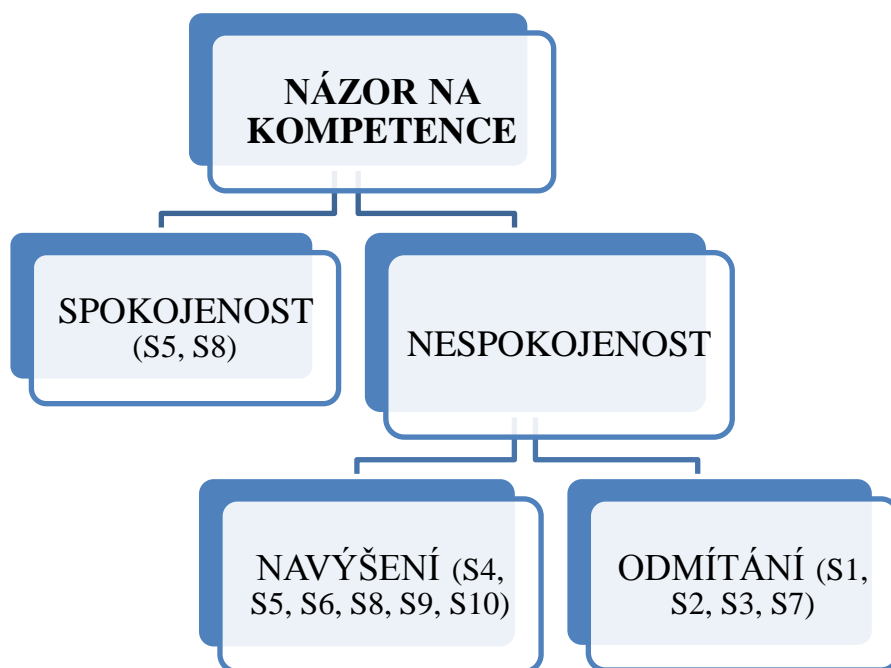 NÁZOR NA
KOMPETENCE
SPOKOJENOST
(S5, S8)
NESPOKOJENOST
NAVÝŠENÍ (S4,
S5, S6, S8, S9, S10)
ODMÍTÁNÍ (S1,
S2, S3, S7)